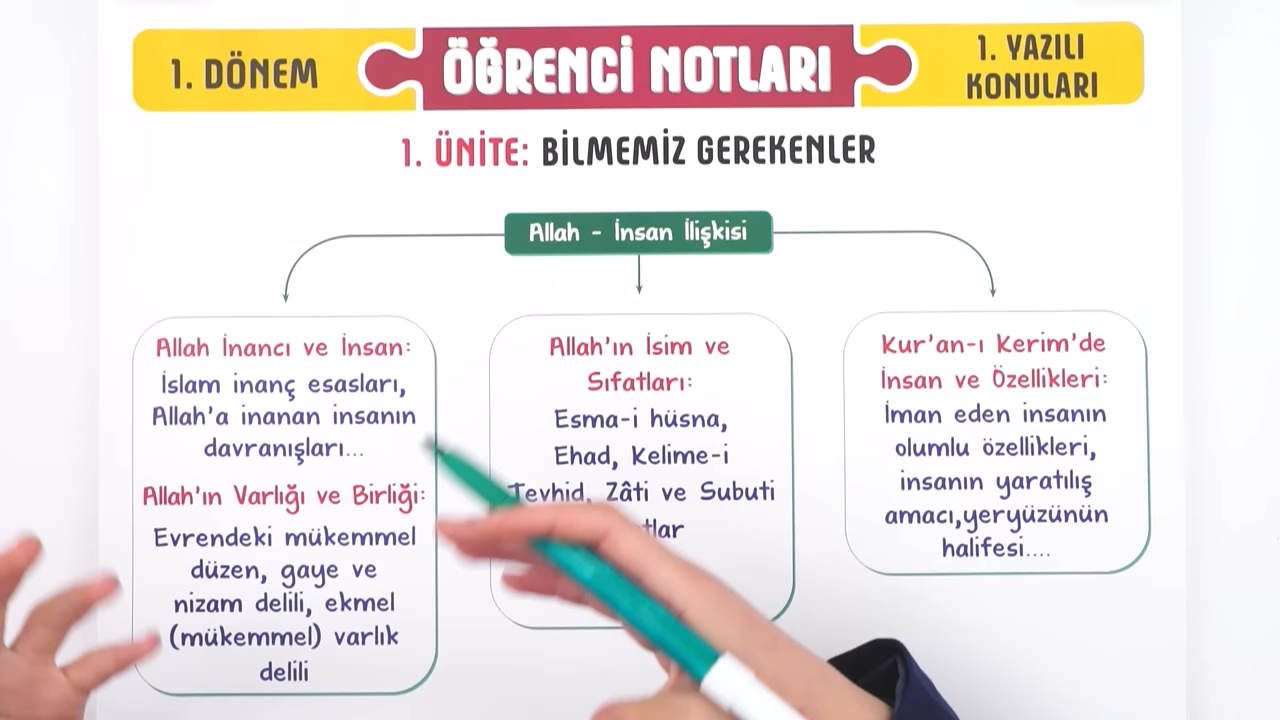 1. DÖNEM
ÖĞRENCİ NOTLARI
1. YAZILI
KONULARI
1. ÜNİTE: BİLMEMİZ GEREKENLER
Allah - İnsan İlişkisi
Allah İnancı ve İnsan:
İslam inanç esasları,
Allah'a inanan insanın
davranışları...
Allah'ın Varlığı ve Birliği:
Evrendeki mükemmel
düzen, gaye ve
nizam delili, ekmel
(mükemmel) varlık
delili
Allah'ın İsim ve
Sıfatları:
Esma-i hüsna,
Ehad, Kelime-i
Tevhid, Zâti ve Subuti
Kur'an-ı Kerim'de
İnsan ve Özellikleri:
İman eden insanın
olumlu özellikleri,
insanın yaratılış
amacı,yeryüzünün
halifesi....